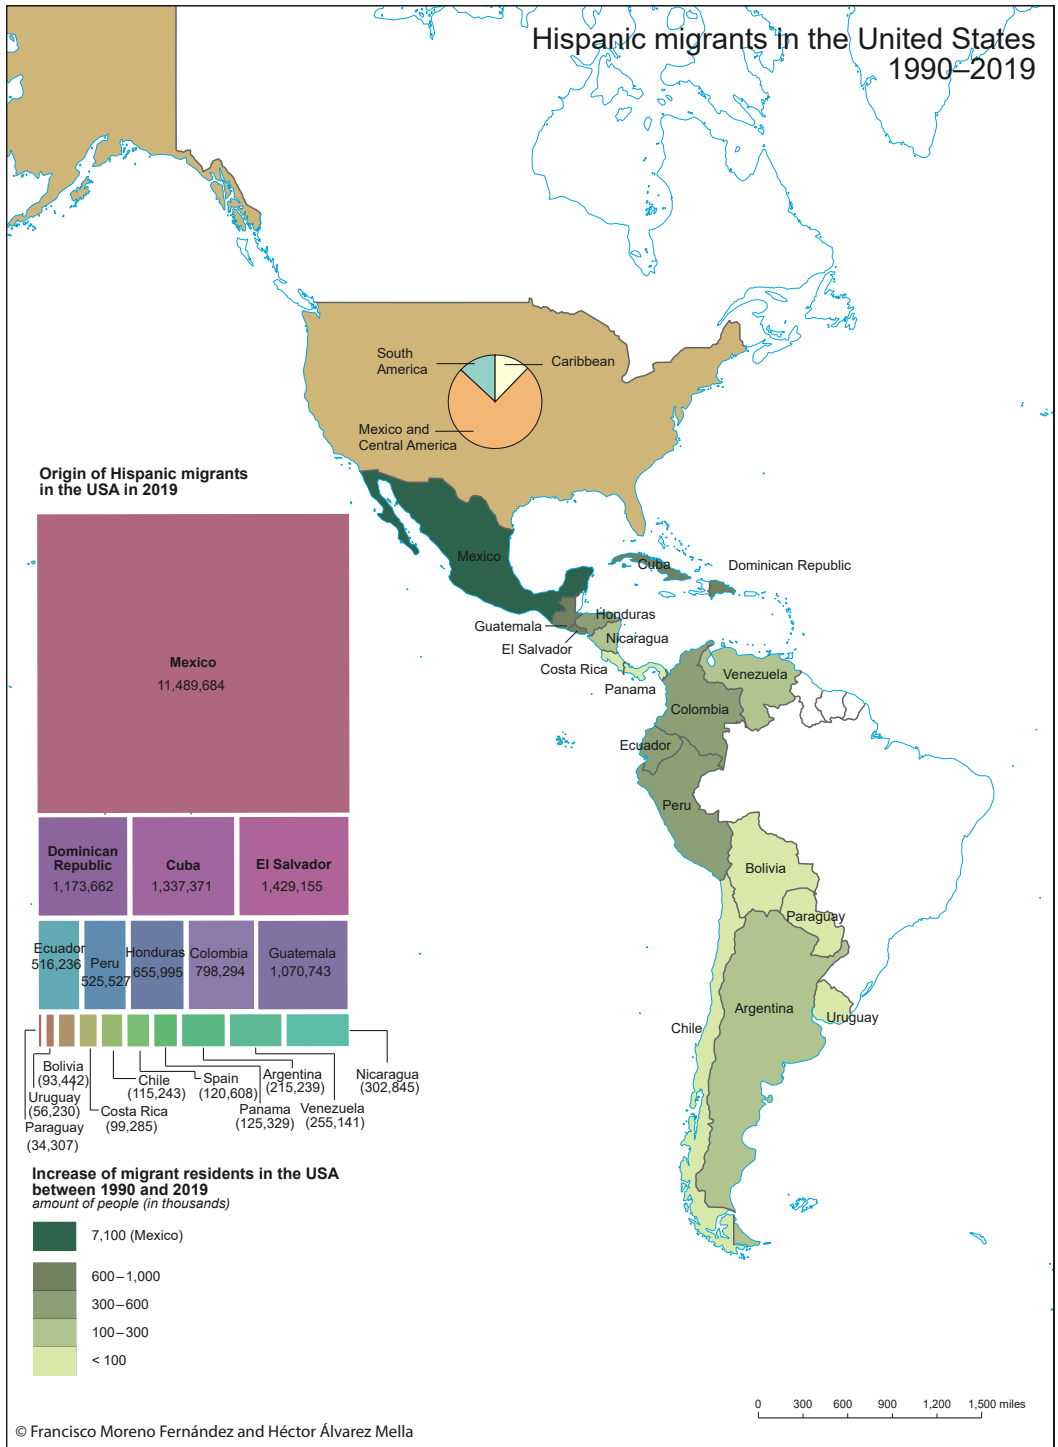 Hispanic migrants in the United States
1990–2019
South
America
Caribbean
Mexico and
Central America
Origin of Hispanic migrants
in the USA in 2019
Mexico
11,489,684
Dominican
Republic
1,173,662
Cuba
1,337,371
El Salvador
1,429,155
Ecuador
516,236
Peru
525,527
Honduras
655,995
Colombia
798,294
Guatemala
1,070,743
Bolivia
(93,442)
Uruguay
(56,230)
Paraguay
(34,307)
Costa Rica
(99,285)
Chile
(115,243)
Spain
(120,608)
Panama
(125,329)
Argentina
(215,239)
Venezuela
(255,141)
Nicaragua
(302,845)
Mexico
Cuba
Dominican Republic
Honduras
Guatemala
Nicaragua
El Salvador
Costa Rica
Panama
Venezuela
Colombia
Ecuador
Peru
Bolivia
Paraguay
Argentina
Uruguay
Chile
Increase of migrant residents in the USA
between 1990 and 2019
amount of people (in thousands)
7,100 (Mexico)
600–1,000
300–600
100–300
< 100
0 300 600 900 1,200 1,500 miles
© Francisco Moreno Fernández and Héctor Álvarez Mella